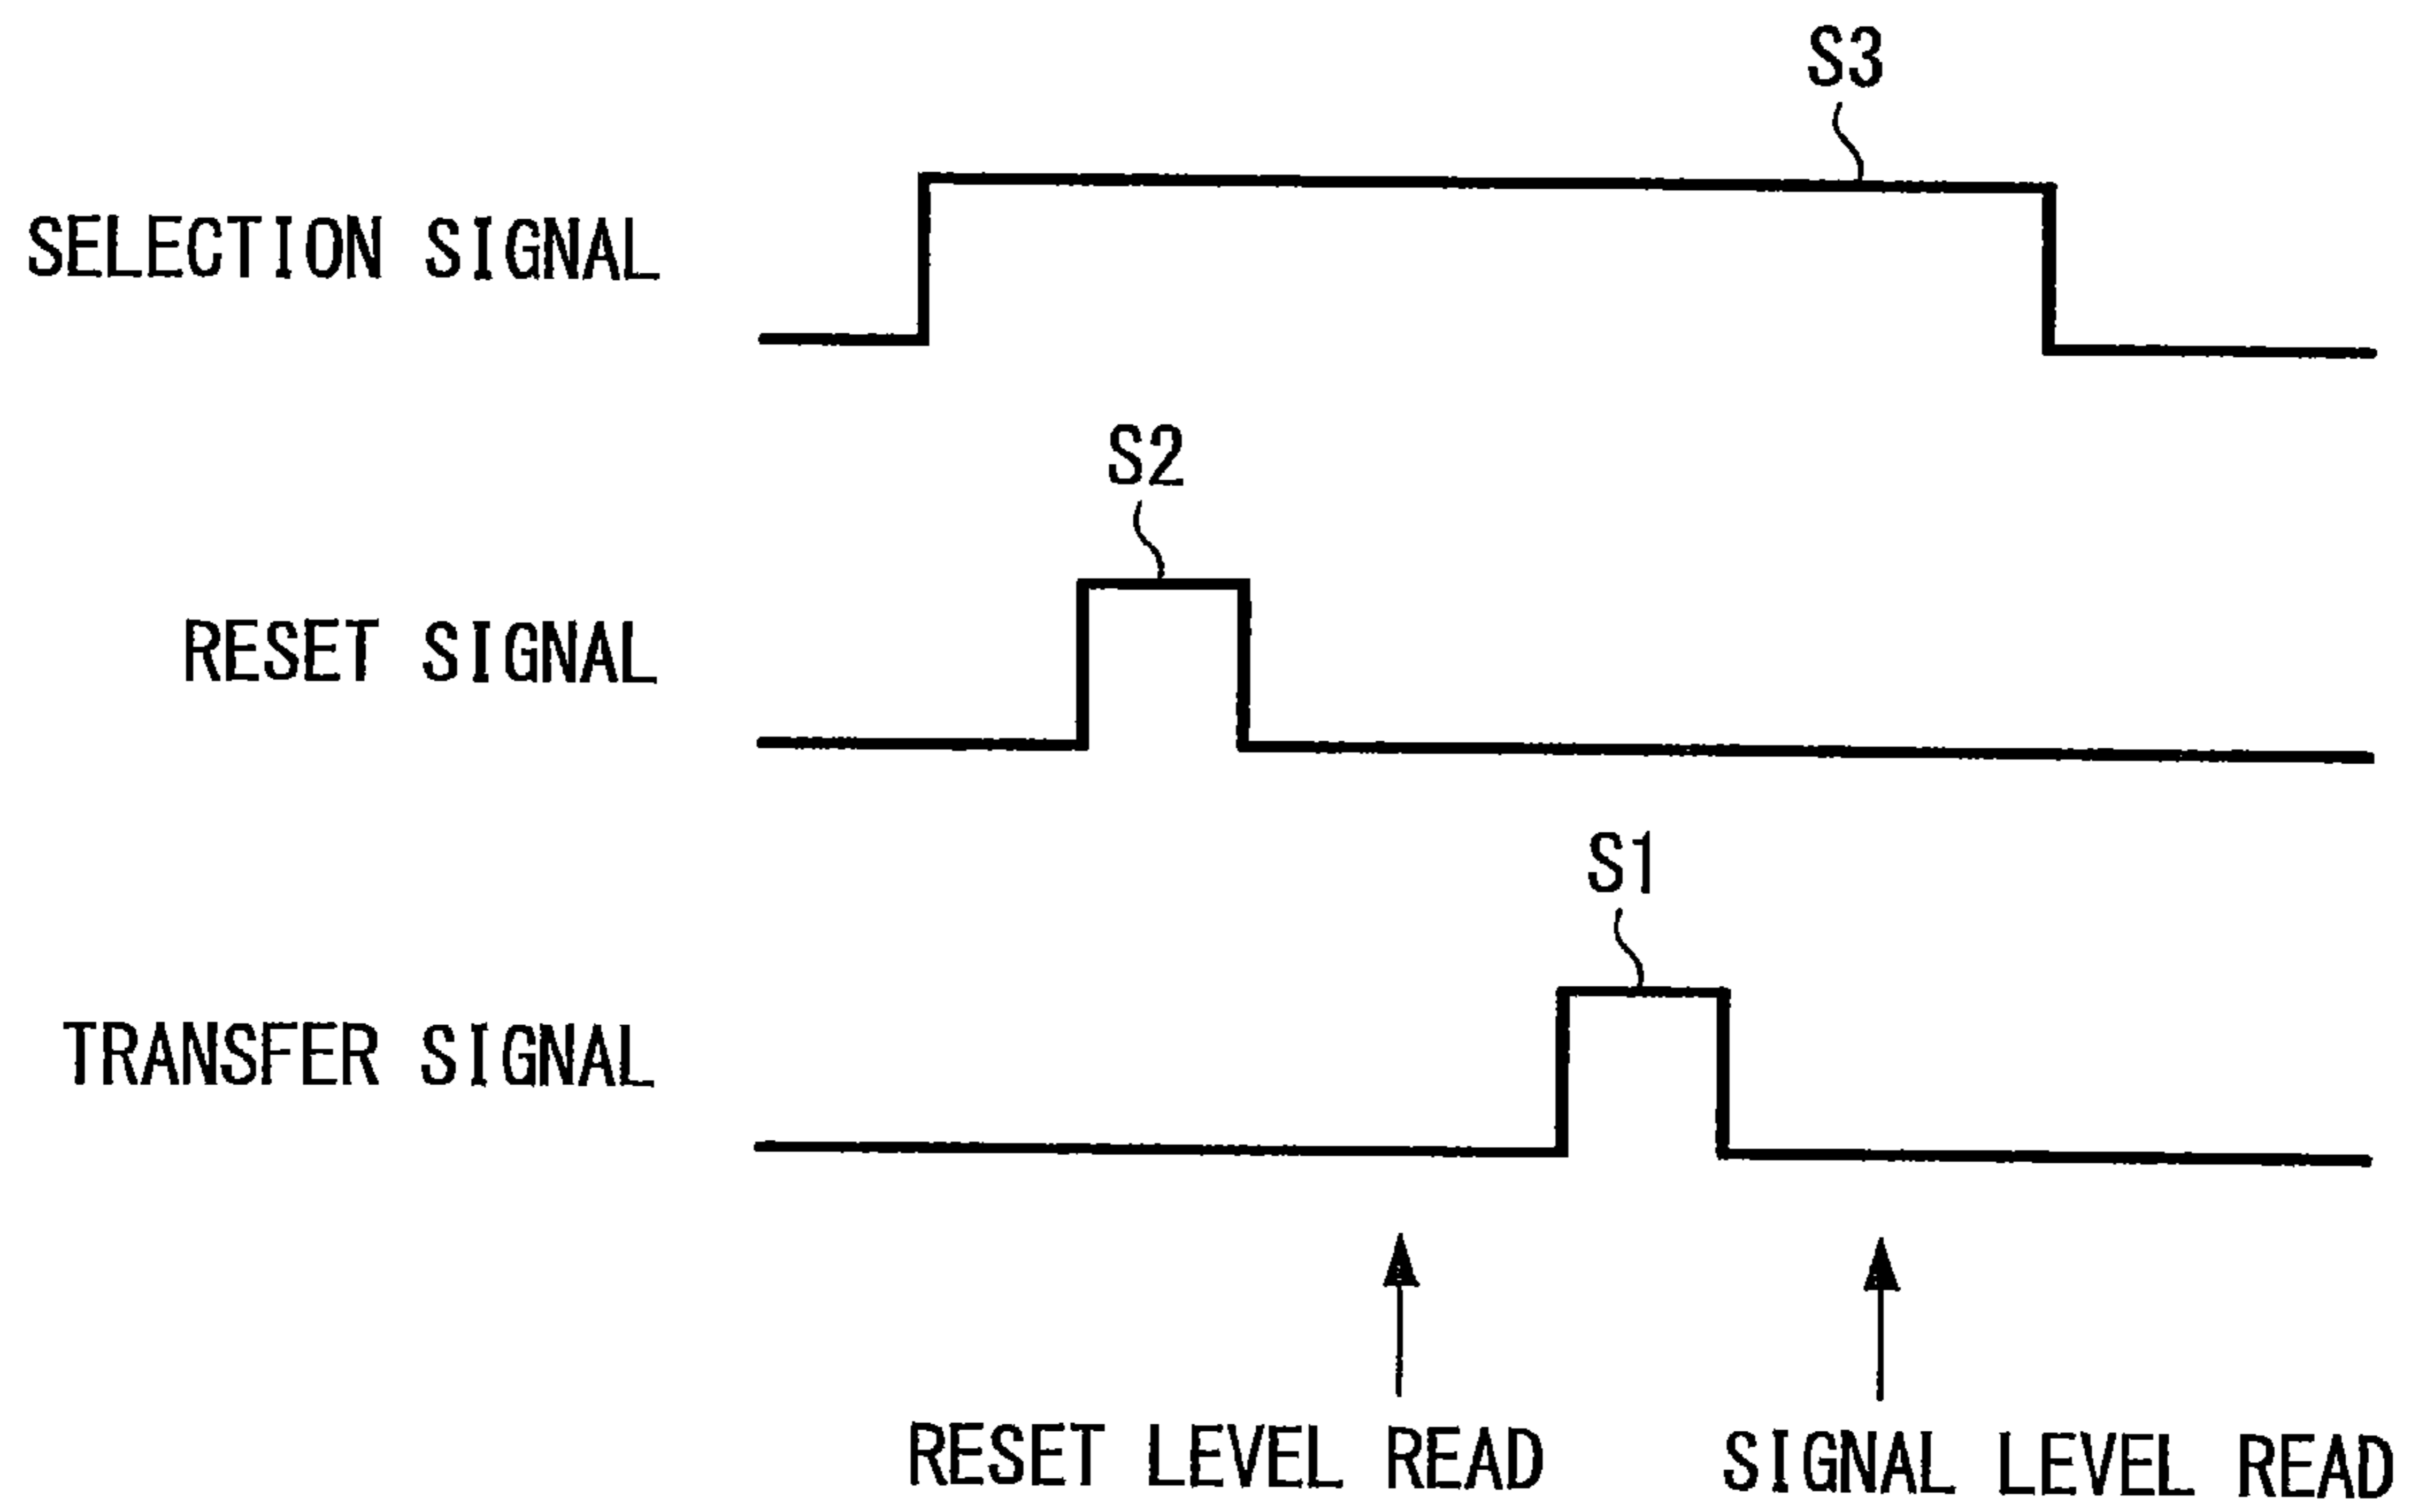 S3
SELECTION SIGNAL
S2
RESET SIGNAL
S1
TRANSFER SIGNAL
RESET LEVEL READ
SIGNAL LEVEL READ